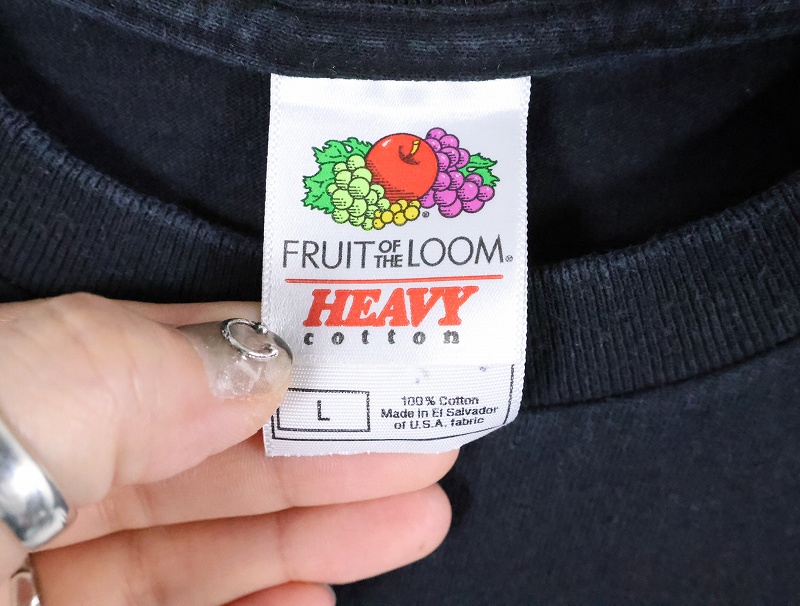 FRUIT OF THE LOOM®
HEAVY
cotton
L
100% Cotton
Made in El Salvador
of U.S.A. fabric